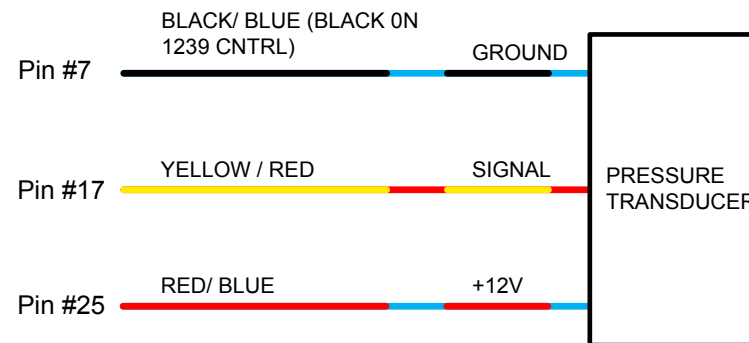 BLACK/ BLUE (BLACK 0N
1239 CNTRL)
GROUND
Pin #7
YELLOW / RED
SIGNAL
Pin #17
PRESSURE
TRANSDUCER
RED/ BLUE
+12V
Pin #25